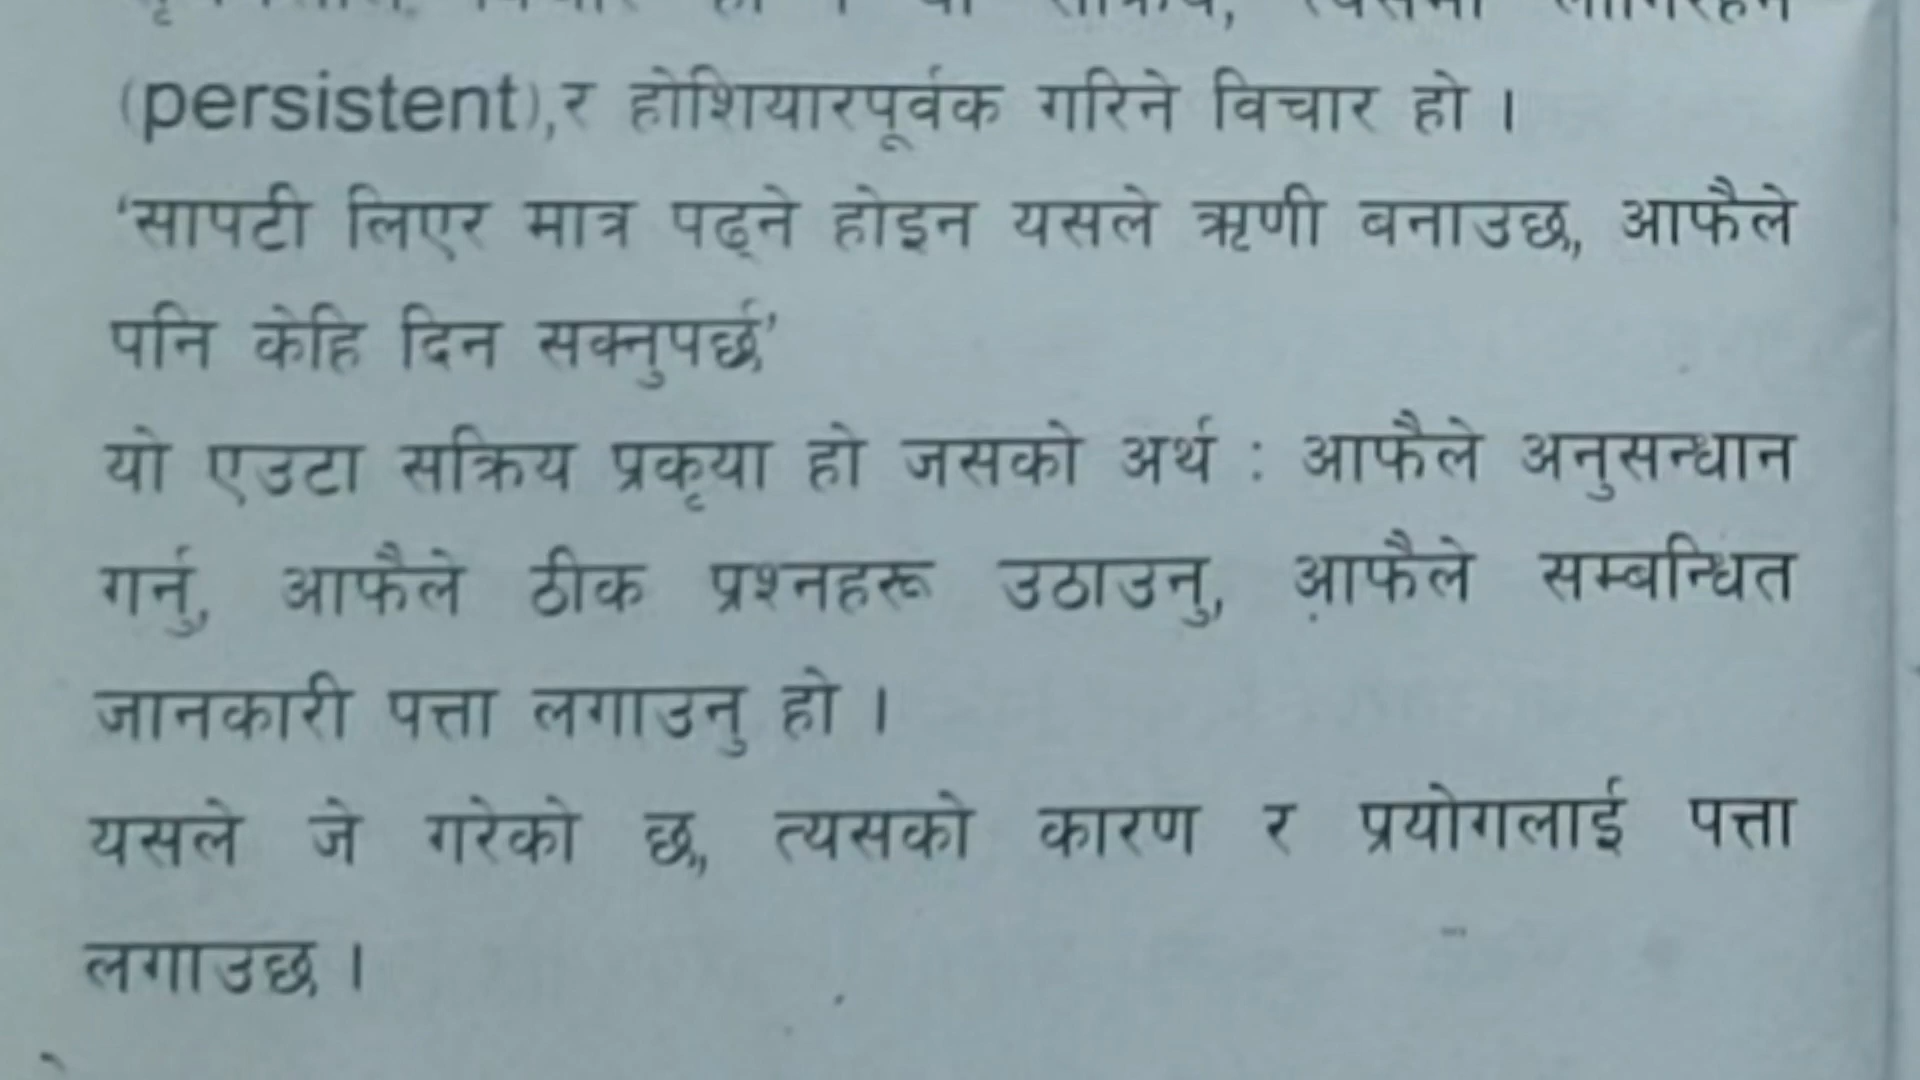 (persistent),र होशियारपूर्वक गरिने विचार हो ।
‘सापटी लिएर मात्र पढ्ने होइन यसले ऋणी बनाउछ, आफैले
पनि केहि दिन सक्नुपर्छ’
यो एउटा सक्रिय प्रकृया हो जसको अर्थ : आफैले अनुसन्धान
गर्नु, आफैले ठीक प्रश्नहरू उठाउनु, आफैले सम्बन्धित
जानकारी पत्ता लगाउनु हो ।
यसले जे गरेको छ, त्यसको कारण र प्रयोगलाई पत्ता
लगाउछ ।